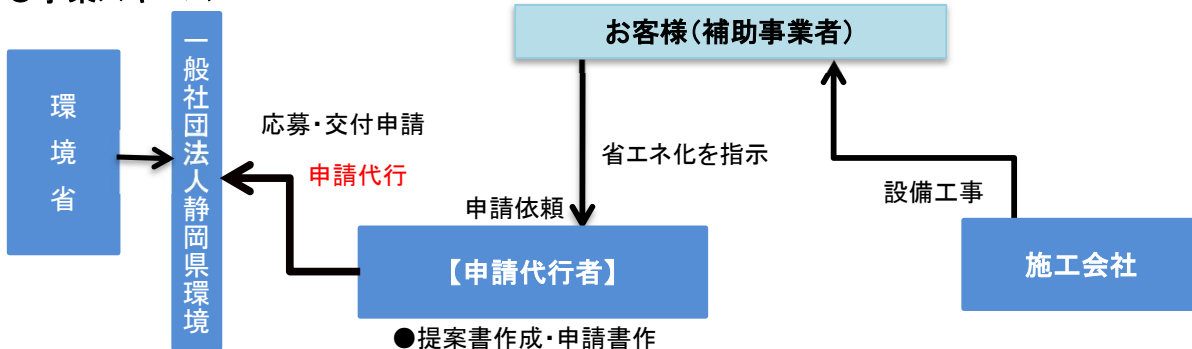 お客様（補助事業者）
環境省
一般社団法人静岡県環境
応募・交付申請
申請代行
省エネ化を指示
申請依頼
設備工事
【申請代行者】
施工会社
●提案書作成・申請書作